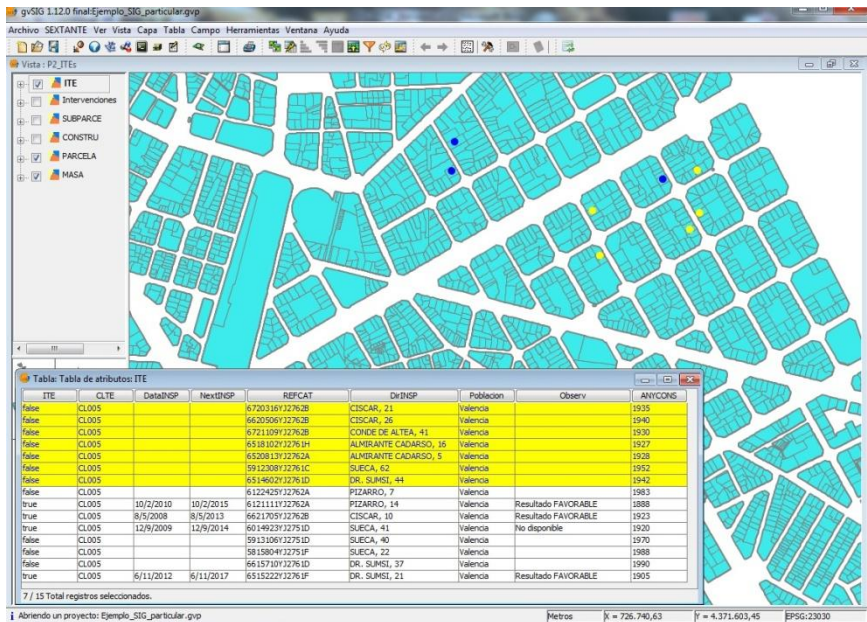 gvSIG 1.12.0 final:Ejemplo_SIG_particular.gvp
Archivo SEXTANTE Ver Vista Capa Tabla Campo Herramientas Ventana Ayuda
Vista : P2_ITEs
ITE
Intervenciones
SUBPARCE
CONSTRU
PARCELA
MASA
Tabla: Tabla de atributos: ITE
ITE CLTE DataINSP NextINSP REFCAT DirINSP Poblacion Observ ANYCONS
false CL005 6720316YJ2762B CISCAR, 21 Valencia 1935
false CL005 6620506YJ2762B CISCAR, 26 Valencia 1940
false CL005 6721109YJ2762B CONDE DE ALTEA, 41 Valencia 1930
false CL005 6518102YJ2761H ALMIRANTE CADARSO, 16 Valencia 1927
false CL005 6520813YJ2762A ALMIRANTE CADARSO, 5 Valencia 1928
false CL005 5912308YJ2761C SUECA, 62 Valencia 1952
false CL005 6514602YJ2761D DR. SUMSI, 44 Valencia 1942
false CL005 6122425YJ2762A PIZARRO, 7 Valencia 1983
true CL005 10/2/2010 10/2/2015 6121111YJ2762A PIZARRO, 14 Valencia Resultado FAVORABLE 1888
true CL005 8/5/2008 8/5/2013 6621705YJ2762B CISCAR, 10 Valencia Resultado FAVORABLE 1923
true CL005 12/9/2009 12/9/2014 6014923YJ2751D SUECA, 41 Valencia No disponible 1920
false CL005 5913106YJ2751D SUECA, 40 Valencia 1970
false CL005 5815804YJ2751F SUECA, 22 Valencia 1988
false CL005 6615710YJ2761D DR. SUMSI, 37 Valencia 1990
true CL005 6/11/2012 6/11/2017 6515222YJ2761F DR. SUMSI, 21 Valencia Resultado FAVORABLE 1905
7 / 15 Total registros seleccionados.
Abriendo un proyecto: Ejemplo_SIG_particular.gvp Metros X = 726.740,63 Y = 4.371.603,45 EPSG:23030